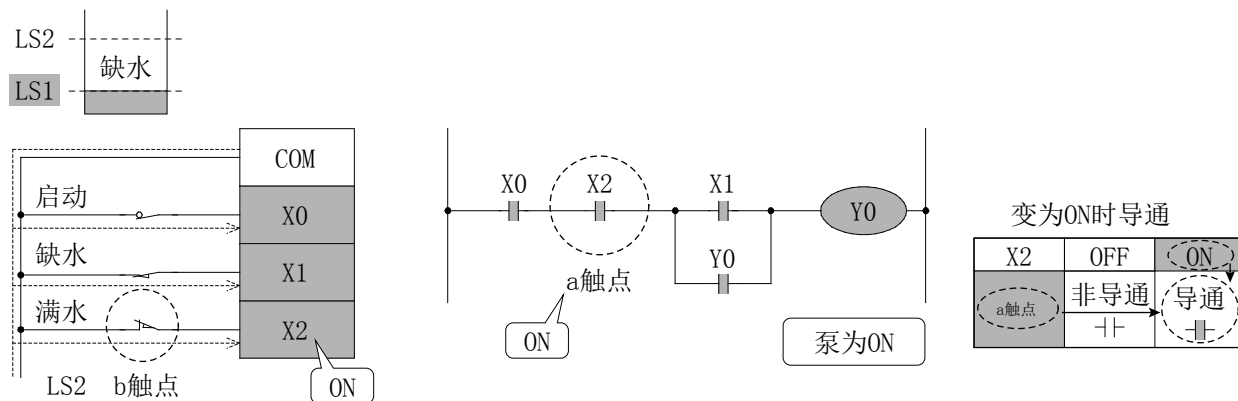 LS2
缺水
LS1
COM
启动
X0
缺水
X1
满水
X2
LS2 b触点
ON
X0 X2 X1
Y0
Y0
a触点
ON
泵为ON
变为ON时导通
X2 OFF ON
a触点 非导通 导通